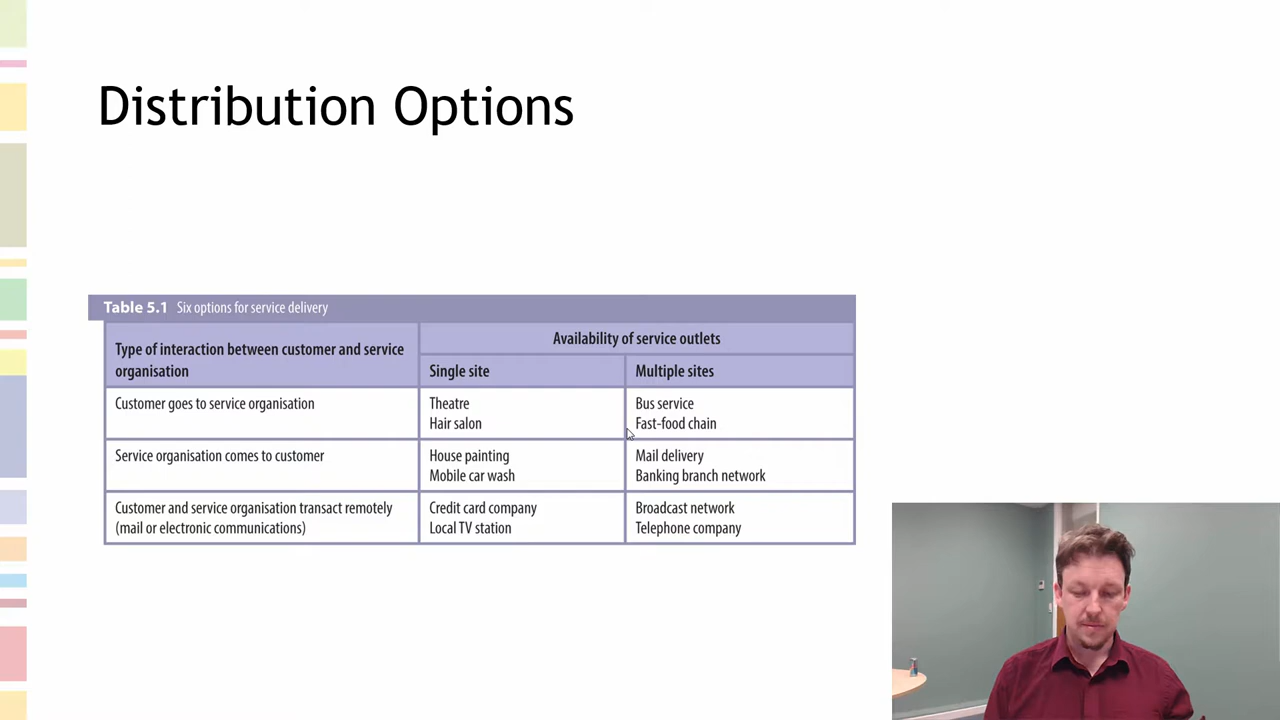 Distribution Options
Table 5.1 Six options for service delivery
Type of interaction between customer and service
organisation
Availability of service outlets
Single site
Multiple sites
Customer goes to service organisation
Theatre
Hair salon
Bus service
Fast-food chain
Service organisation comes to customer
House painting
Mobile car wash
Mail delivery
Banking branch network
Customer and service organisation transact remotely
(mail or electronic communications)
Credit card company
Local TV station
Broadcast network
Telephone company